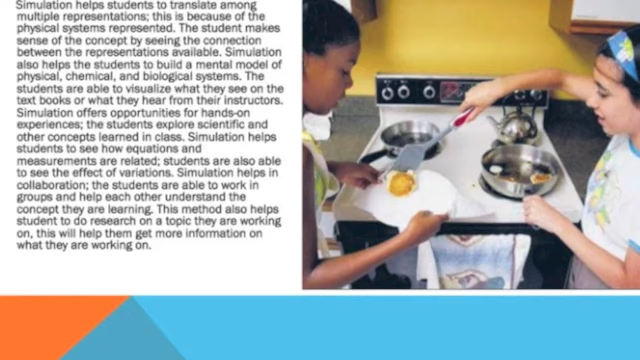 Simulation helps students to translate among
multiple representations; this is because of the
physical systems represented. The student makes
sense of the concept by seeing the connection
between the representations available. Simulation
also helps the students to build a mental model of
physical, chemical, and biological systems. The
students are able to visualize what they see on the
text books or what they hear from their instructors.
Simulation offers opportunities for hands-on
experiences; the students explore scientific and
other concepts learned in class. Simulation helps
students to see how equations and
measurements are related; students are also able
to see the effect of variations. Simulation helps in
collaboration; the students are able to work in
groups and help each other understand the
concept they are learning. This method also helps
student to do research on a topic they are working
on, this will help them get more information on
what they are working on.